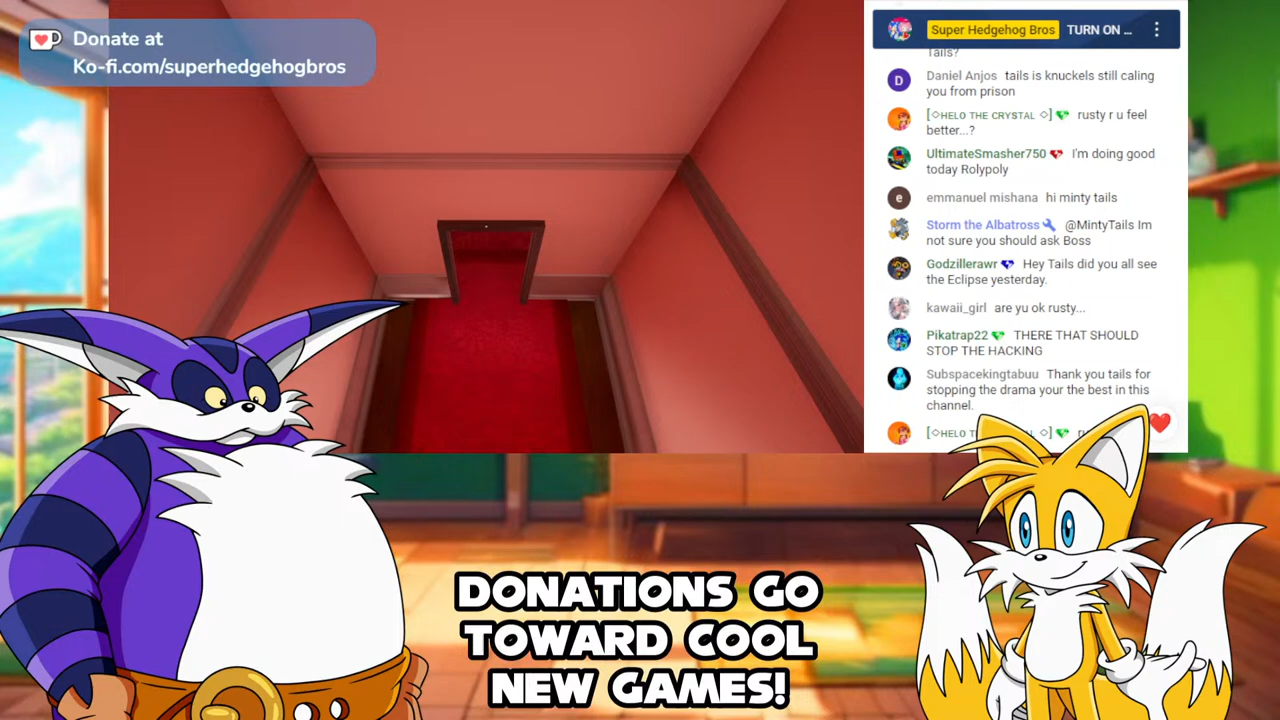 Donate at
Ko-fi.com/superhedgehogbros
Super Hedgehog Bros TURN ON ...
Tails?
D Daniel Anjos tails is knuckels still caling
you from prison
[◇HELO THE CRYSTAL ◇] rusty r u feel
better...?
UltimateSmasher750 I'm doing good
today Rolypoly
e emmanuel mishana hi minty tails
Storm the Albatross @MintyTails Im
not sure you should ask Boss
Godzillerawr Hey Tails did you all see
the Eclipse yesterday.
kawaii_girl are yu ok rusty...
Pikatrap22 THERE THAT SHOULD
STOP THE HACKING
Subspacekingtabuu Thank you tails for
stopping the drama your the best in this
channel.
[◇HELO
DONATIONS GO
TOWARD COOL
NEW GAMES!